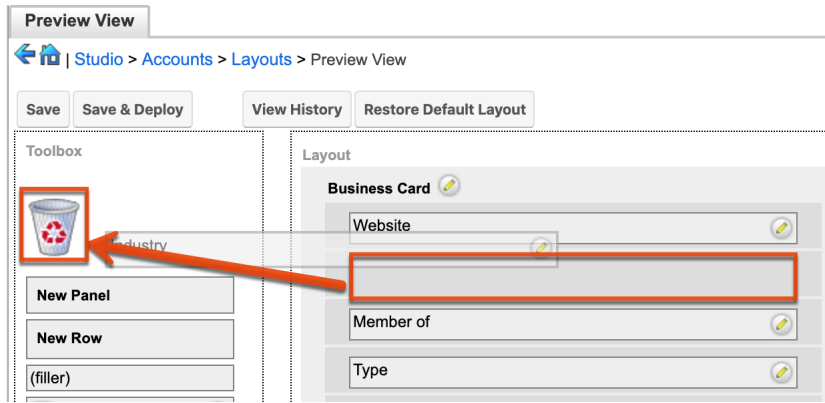 Preview View
| Studio > Accounts > Layouts > Preview View
Save
Save & Deploy
View History
Restore Default Layout
Toolbox
Layout
Business Card
Website
Industry
New Panel
Member of
New Row
Type
(filler)